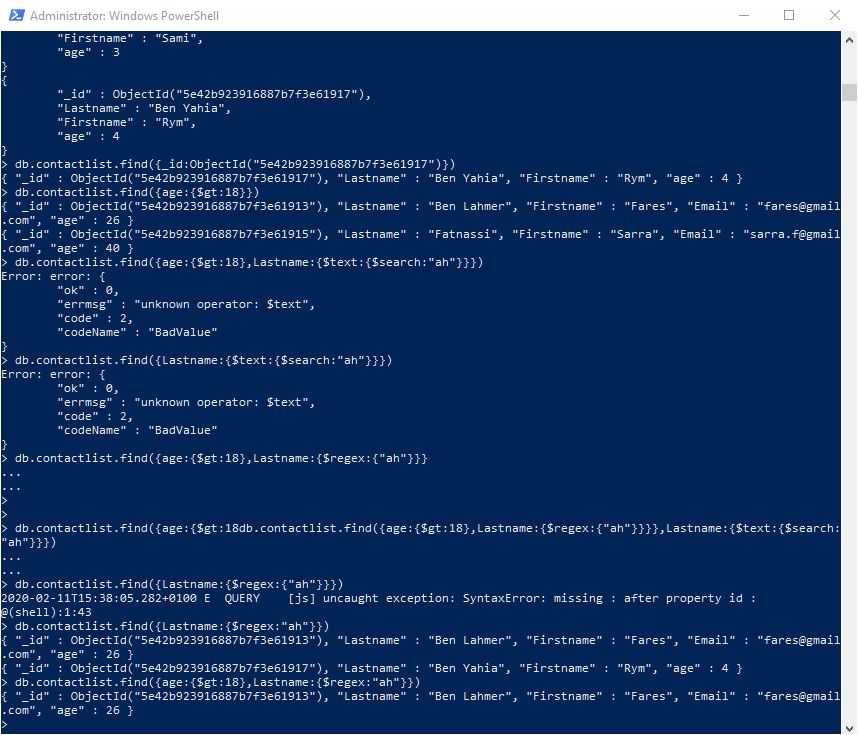 Administrator: Windows PowerShell
"Firstname" : "Sami",
"age" : 3
}
{
"_id" : ObjectId("5e42b923916887b7f3e61917"),
"Lastname" : "Ben Yahia",
"Firstname" : "Rym",
"age" : 4
}
> db.contactlist.find({_id:ObjectId("5e42b923916887b7f3e61917")})
{ "_id" : ObjectId("5e42b923916887b7f3e61917"), "Lastname" : "Ben Yahia", "Firstname" : "Rym", "age" : 4 }
> db.contactlist.find({age:{$gt:18}})
{ "_id" : ObjectId("5e42b923916887b7f3e61913"), "Lastname" : "Ben Lahmer", "Firstname" : "Fares", "Email" : "fares@gmail
.com", "age" : 26 }
{ "_id" : ObjectId("5e42b923916887b7f3e61915"), "Lastname" : "Fatnassi", "Firstname" : "Sarra", "Email" : "sarra.f@gmail
.com", "age" : 40 }
> db.contactlist.find({age:{$gt:18},Lastname:{$text:{$search:"ah"}}})
Error: error: {
"ok" : 0,
"errmsg" : "unknown operator: $text",
"code" : 2,
"codeName" : "BadValue"
}
> db.contactlist.find({Lastname:{$text:{$search:"ah"}}})
Error: error: {
"ok" : 0,
"errmsg" : "unknown operator: $text",
"code" : 2,
"codeName" : "BadValue"
}
> db.contactlist.find({age:{$gt:18},Lastname:{$regex:{"ah"}}}
...
...
>
>
> db.contactlist.find({age:{$gt:18db.contactlist.find({age:{$gt:18},Lastname:{$regex:{"ah"}}}},Lastname:{$text:{$search:
"ah"}}})
...
...
> db.contactlist.find({Lastname:{$regex:{"ah"}}})
2020-02-11T15:38:05.282+0100 E  QUERY    [js] uncaught exception: SyntaxError: missing : after property id :
@(shell):1:43
> db.contactlist.find({Lastname:{$regex:"ah"}})
{ "_id" : ObjectId("5e42b923916887b7f3e61913"), "Lastname" : "Ben Lahmer", "Firstname" : "Fares", "Email" : "fares@gmail
.com", "age" : 26 }
{ "_id" : ObjectId("5e42b923916887b7f3e61917"), "Lastname" : "Ben Yahia", "Firstname" : "Rym", "age" : 4 }
> db.contactlist.find({age:{$gt:18},Lastname:{$regex:"ah"}})
{ "_id" : ObjectId("5e42b923916887b7f3e61913"), "Lastname" : "Ben Lahmer", "Firstname" : "Fares", "Email" : "fares@gmail
.com", "age" : 26 }
>